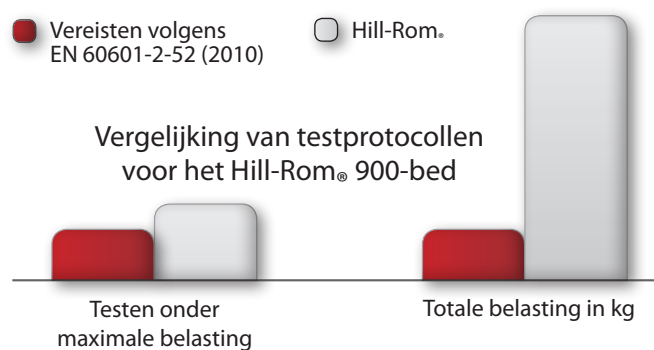 Vereisten volgens
EN 60601-2-52 (2010)
Hill-Rom®
Vergelijking van testprotocollen
voor het Hill-Rom® 900-bed
Testen onder
maximale belasting
Totale belasting in kg